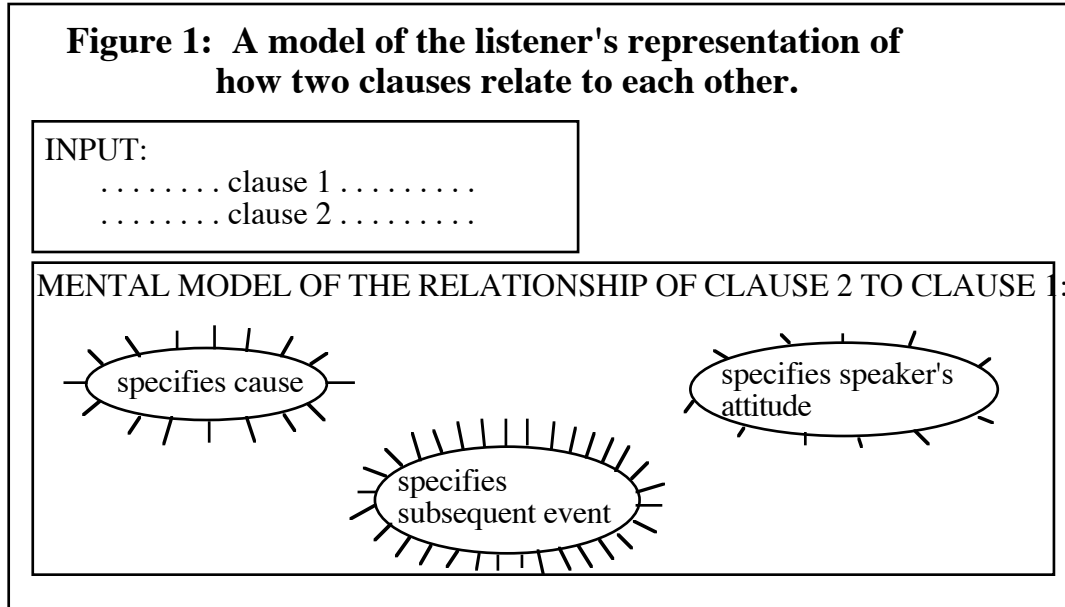 Figure 1: A model of the listener's representation of
how two clauses relate to each other.
INPUT:
. . . . . . . . clause 1 . . . . . . . . .
. . . . . . . . clause 2 . . . . . . . . .
MENTAL MODEL OF THE RELATIONSHIP OF CLAUSE 2 TO CLAUSE 1:
specifies cause
specifies speaker's
attitude
specifies
subsequent event